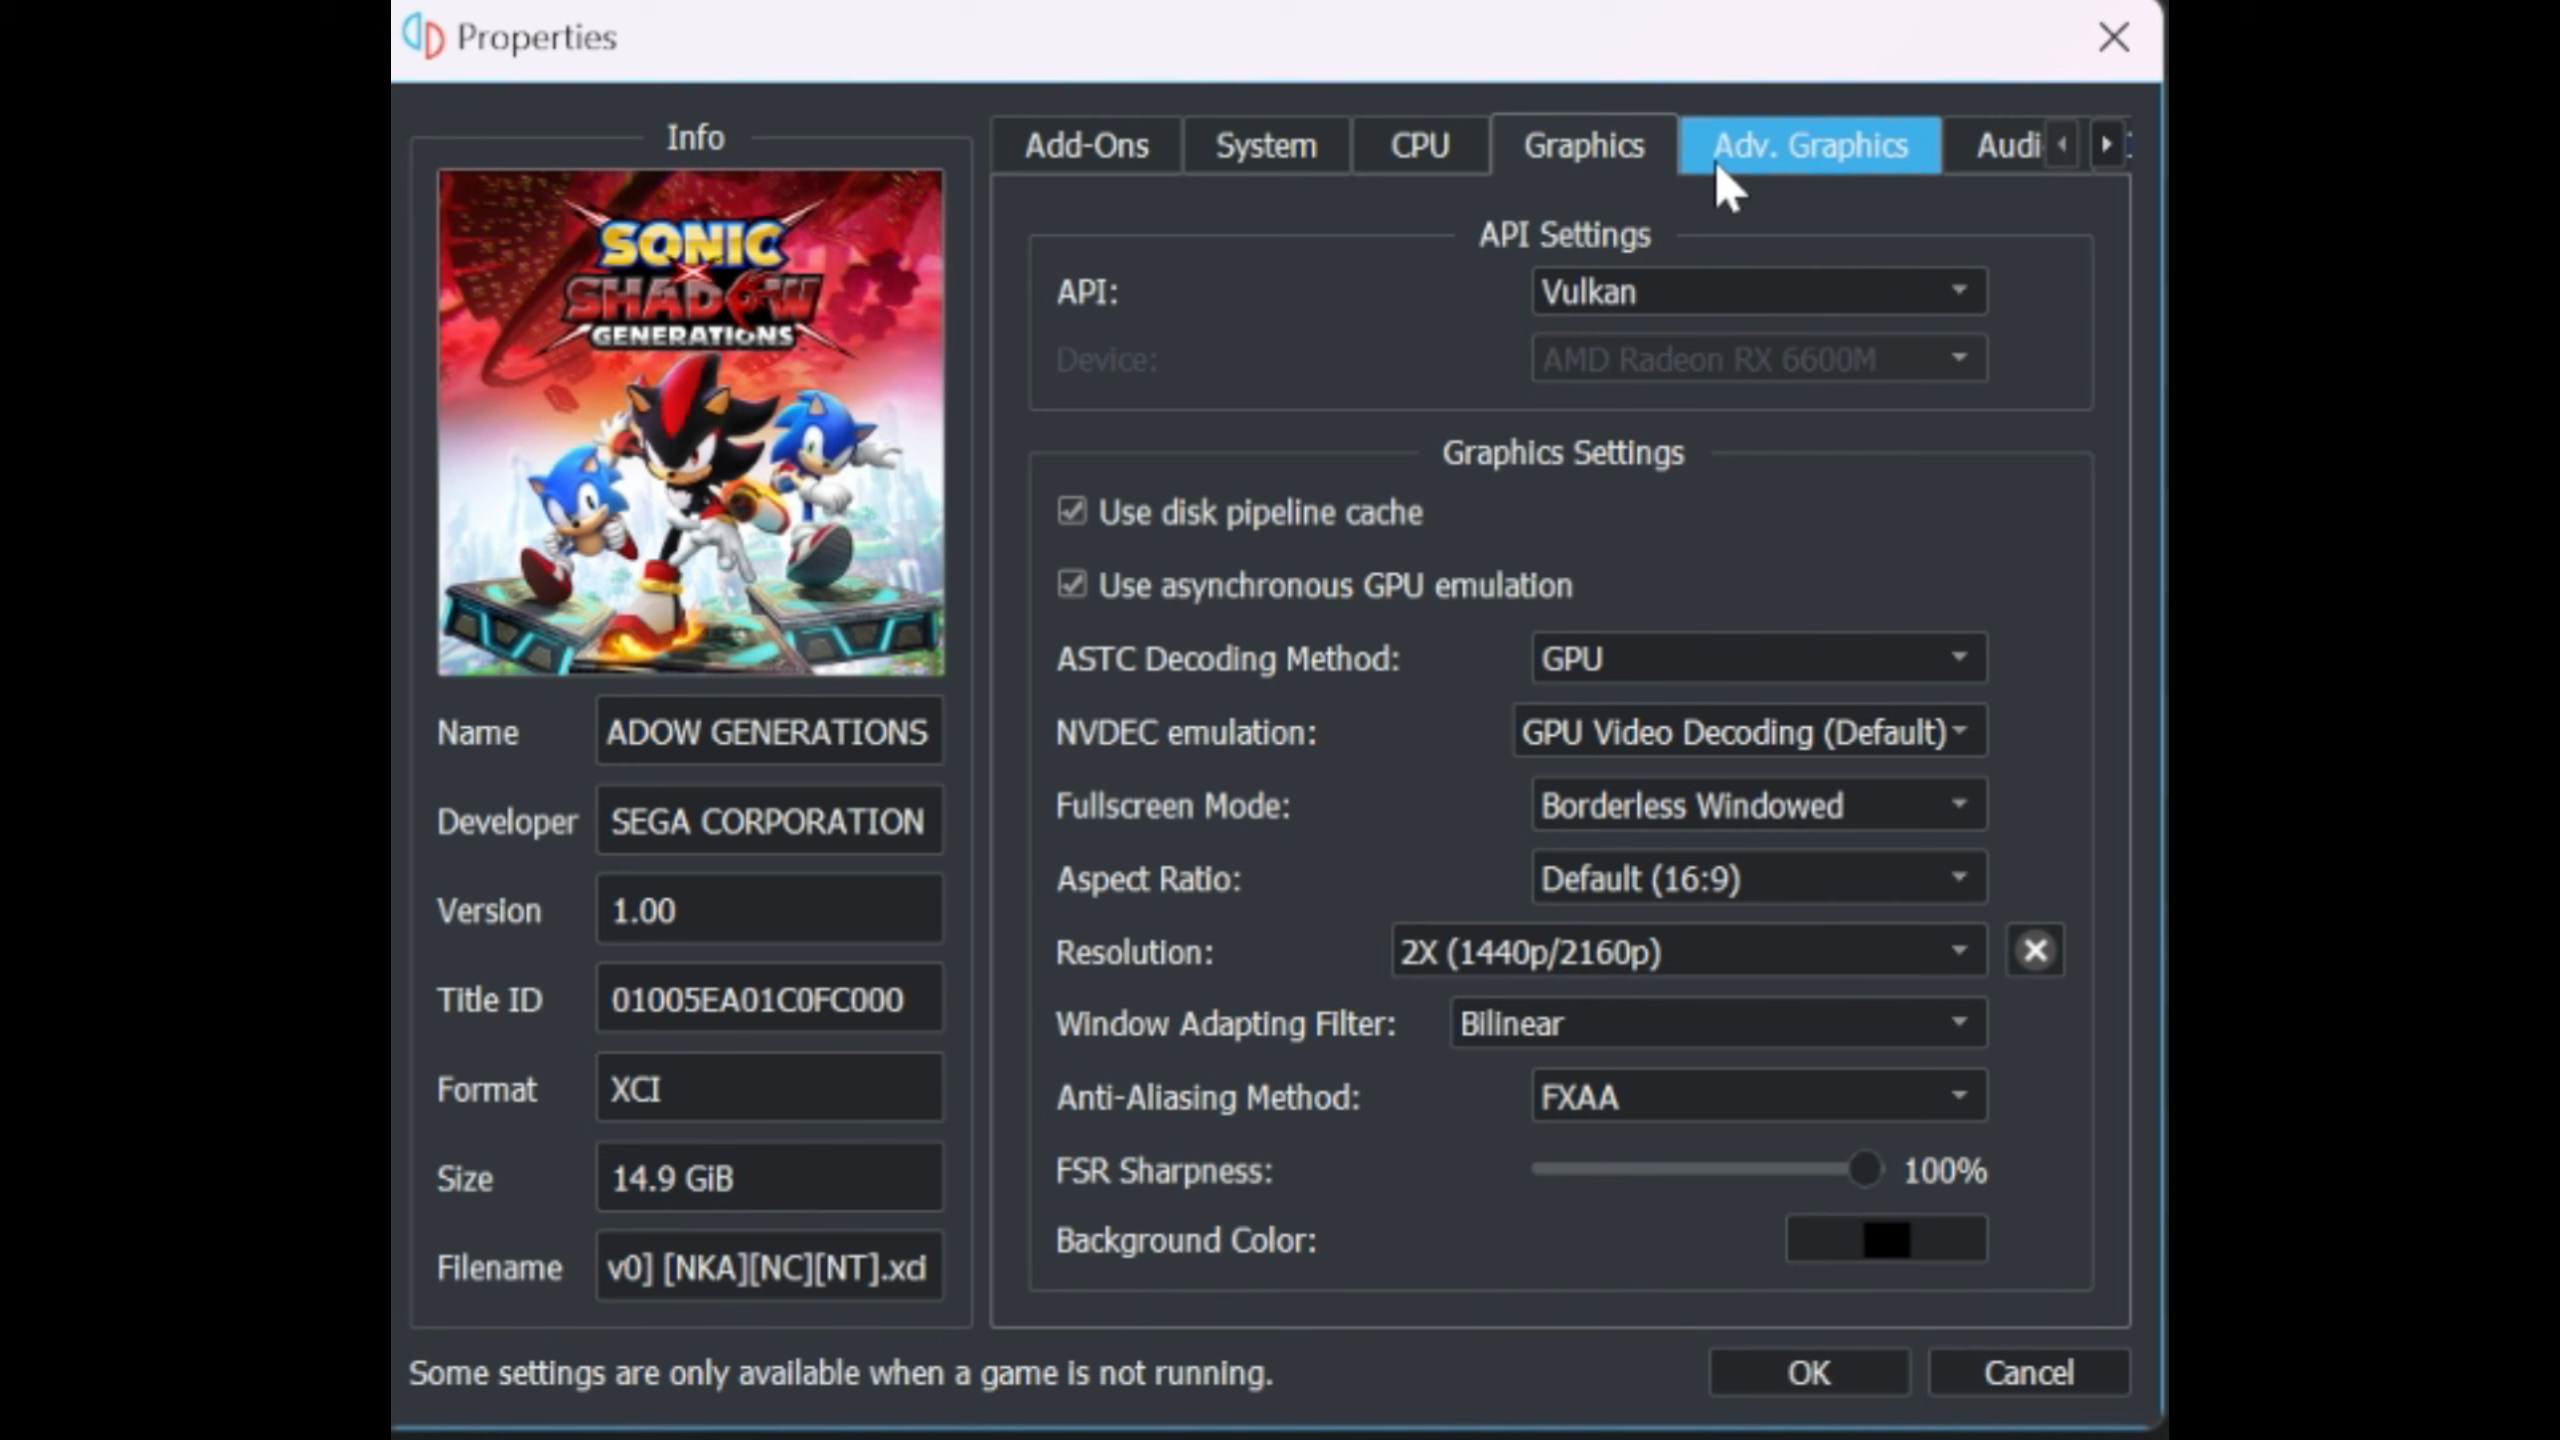 Properties
Info
SONIC
X
SHADOW
GENERATIONS
Name
ADOW GENERATIONS
Developer
SEGA CORPORATION
Version
1.00
Title ID
01005EA01C0FC000
Format
XCI
Size
14.9 GiB
Filename
v0] [NKA][NC][NT].xci
Add-Ons
System
CPU
Graphics
Adv. Graphics
Audi
API Settings
API:
Vulkan
Device:
AMD Radeon RX 6600M
Graphics Settings
Use disk pipeline cache
Use asynchronous GPU emulation
ASTC Decoding Method:
GPU
NVDEC emulation:
GPU Video Decoding (Default)
Fullscreen Mode:
Borderless Windowed
Aspect Ratio:
Default (16:9)
Resolution:
2X (1440p/2160p)
Window Adapting Filter:
Bilinear
Anti-Aliasing Method:
FXAA
FSR Sharpness:
100%
Background Color:
Some settings are only available when a game is not running.
OK
Cancel